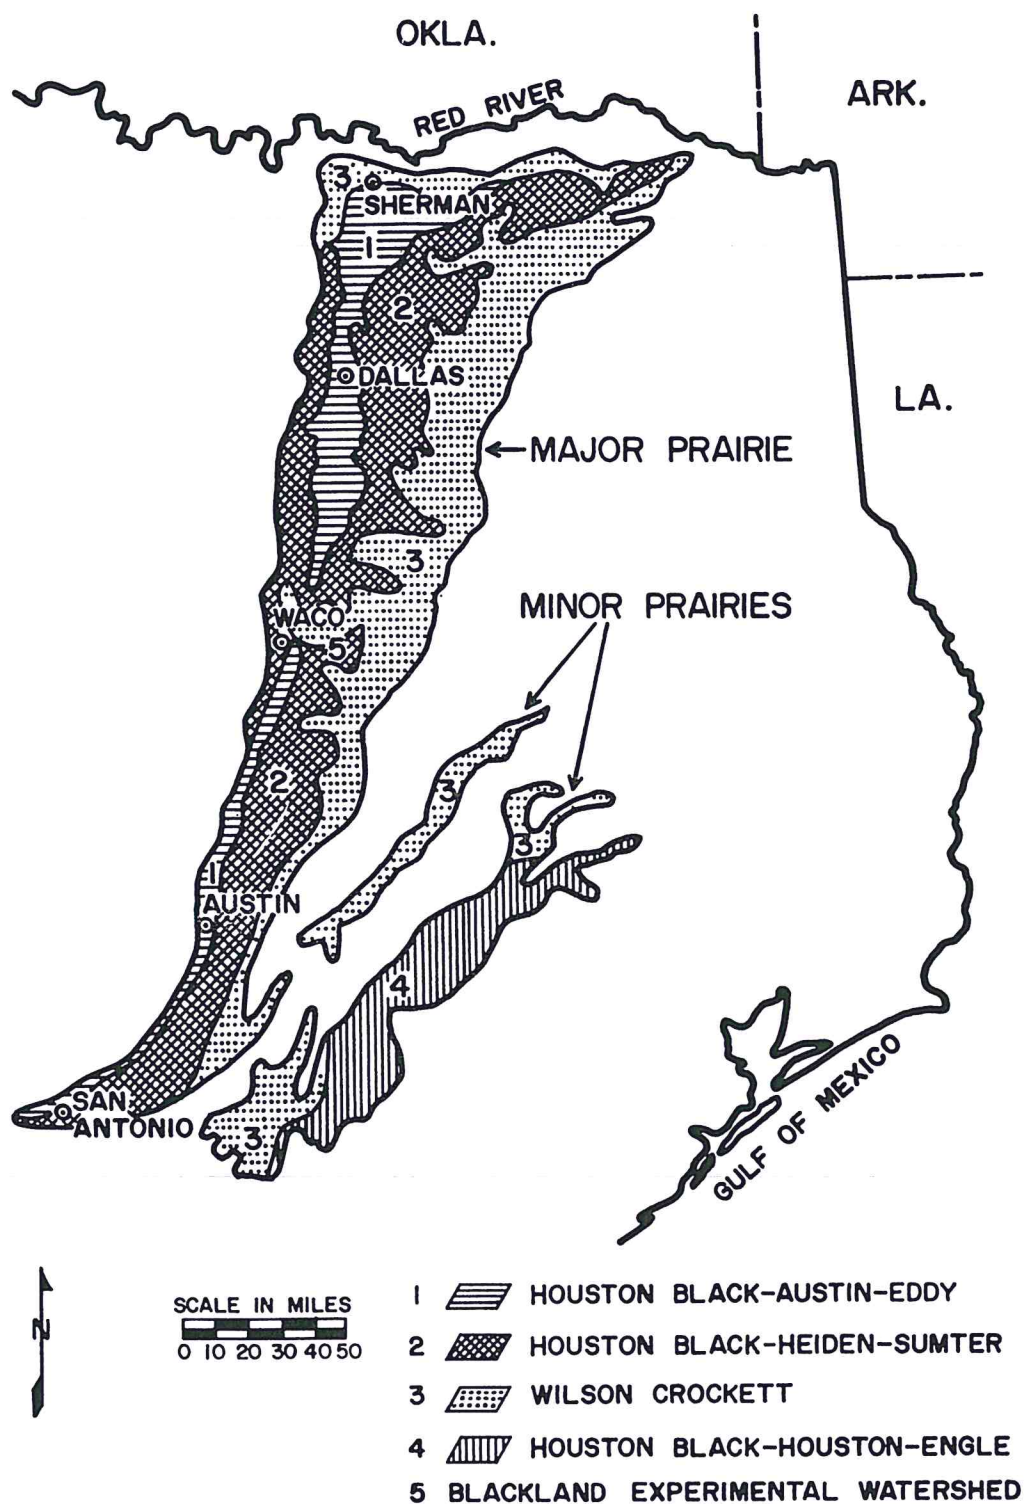 OKLA.
ARK.
RED RIVER
3
SHERMAN
1
2
DALLAS
LA.
MAJOR PRAIRIE
3
MINOR PRAIRIES
WACO
5
2
3
3
1
AUSTIN
4
SAN
ANTONIO
3
GULF OF MEXICO
N
SCALE IN MILES
0 10 20 30 40 50
1 HOUSTON BLACK-AUSTIN-EDDY
2 HOUSTON BLACK-HEIDEN-SUMTER
3 WILSON CROCKETT
4 HOUSTON BLACK-HOUSTON-ENGLE
5 BLACKLAND EXPERIMENTAL WATERSHED